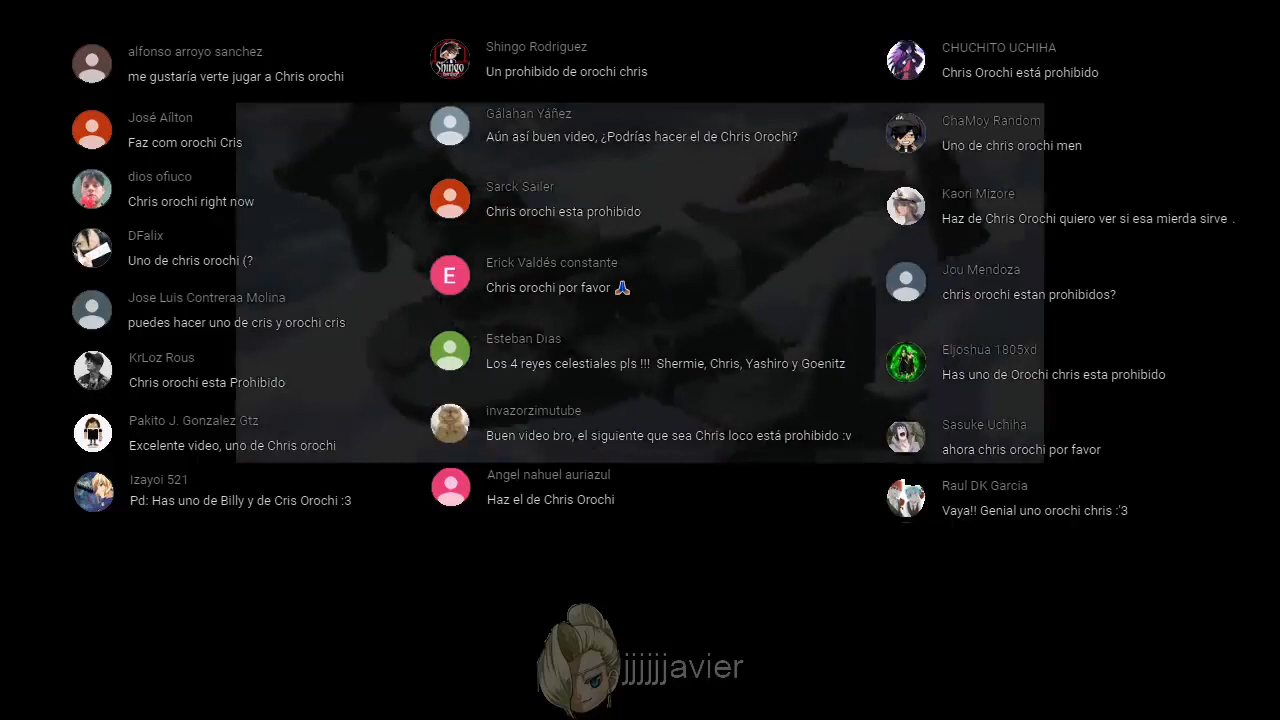 alfonso arroyo sanchez
me gustaría verte jugar a Chris orochi
José Aílton
Faz com orochi Cris
dios ofiuco
Chris orochi right now
DFalix
Uno de chris orochi (?
Jose Luis Contreraa Molina
puedes hacer uno de cris y orochi cris
KrLoz Rous
Chris orochi esta Prohibido
Pakito J. Gonzalez Gtz
Excelente video, uno de Chris orochi
Izayoi 521
Pd: Has uno de Billy y de Cris Orochi :3
Shingo Rodriguez
Un prohibido de orochi chris
Shingo
Gálahan Yáñez
Aún así buen video, ¿Podrías hacer el de Chris Orochi?
Sarck Sailer
Chris orochi esta prohibido
E
Erick Valdés constante
Chris orochi por favor 🙏
Esteban Dias
Los 4 reyes celestiales pls !!! Shermie, Chris, Yashiro y Goenitz
invazorzimutube
Buen video bro, el siguiente que sea Chris loco está prohibido :v
Angel nahuel auriazul
Haz el de Chris Orochi
CHUCHITO UCHIHA
Chris Orochi está prohibido
ChaMoy Random
Uno de chris orochi men
Kaori Mizore
Haz de Chris Orochi quiero ver si esa mierda sirve .
Jou Mendoza
chris orochi estan prohibidos?
Eljoshua 1805xd
Has uno de Orochi chris esta prohibido
Sasuke Uchiha
ahora chris orochi por favor
Raul DK Garcia
Vaya!! Genial uno orochi chris :'3
jjjjjjavier